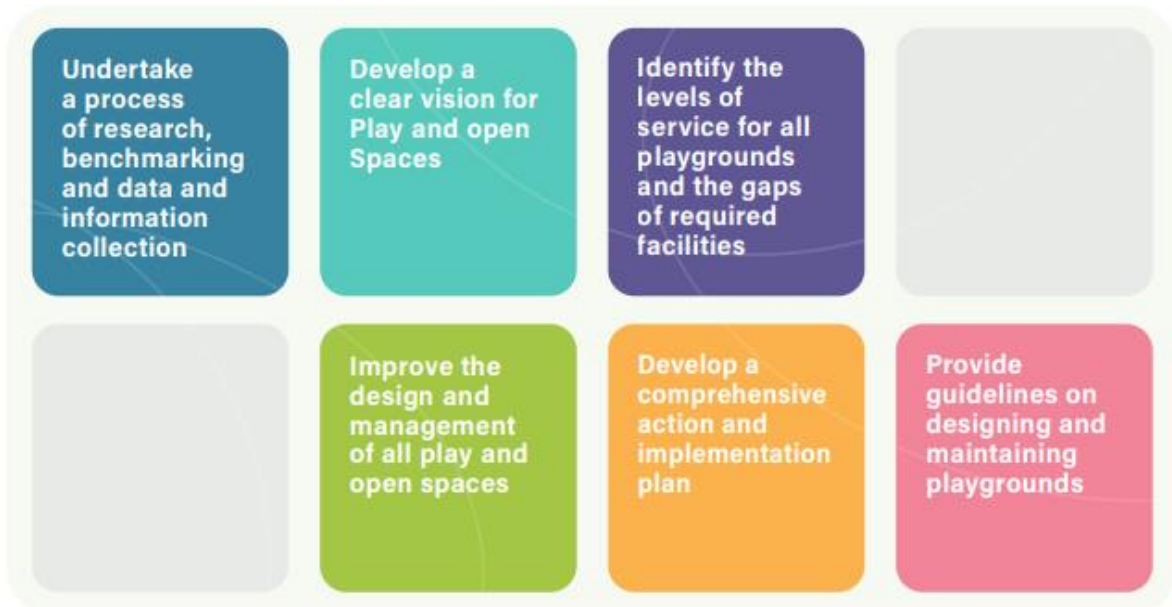 Undertake
a process
of research,
benchmarking
and data and
information
collection
Develop a
clear vision for
Play and open
Spaces
Identify the
levels of
service for all
playgrounds
and the gaps
of required
facilities
Improve the
design and
management
of all play and
open spaces
Develop a
comprehensive
action and
implementation
plan
Provide
guidelines on
designing and
maintaining
playgrounds